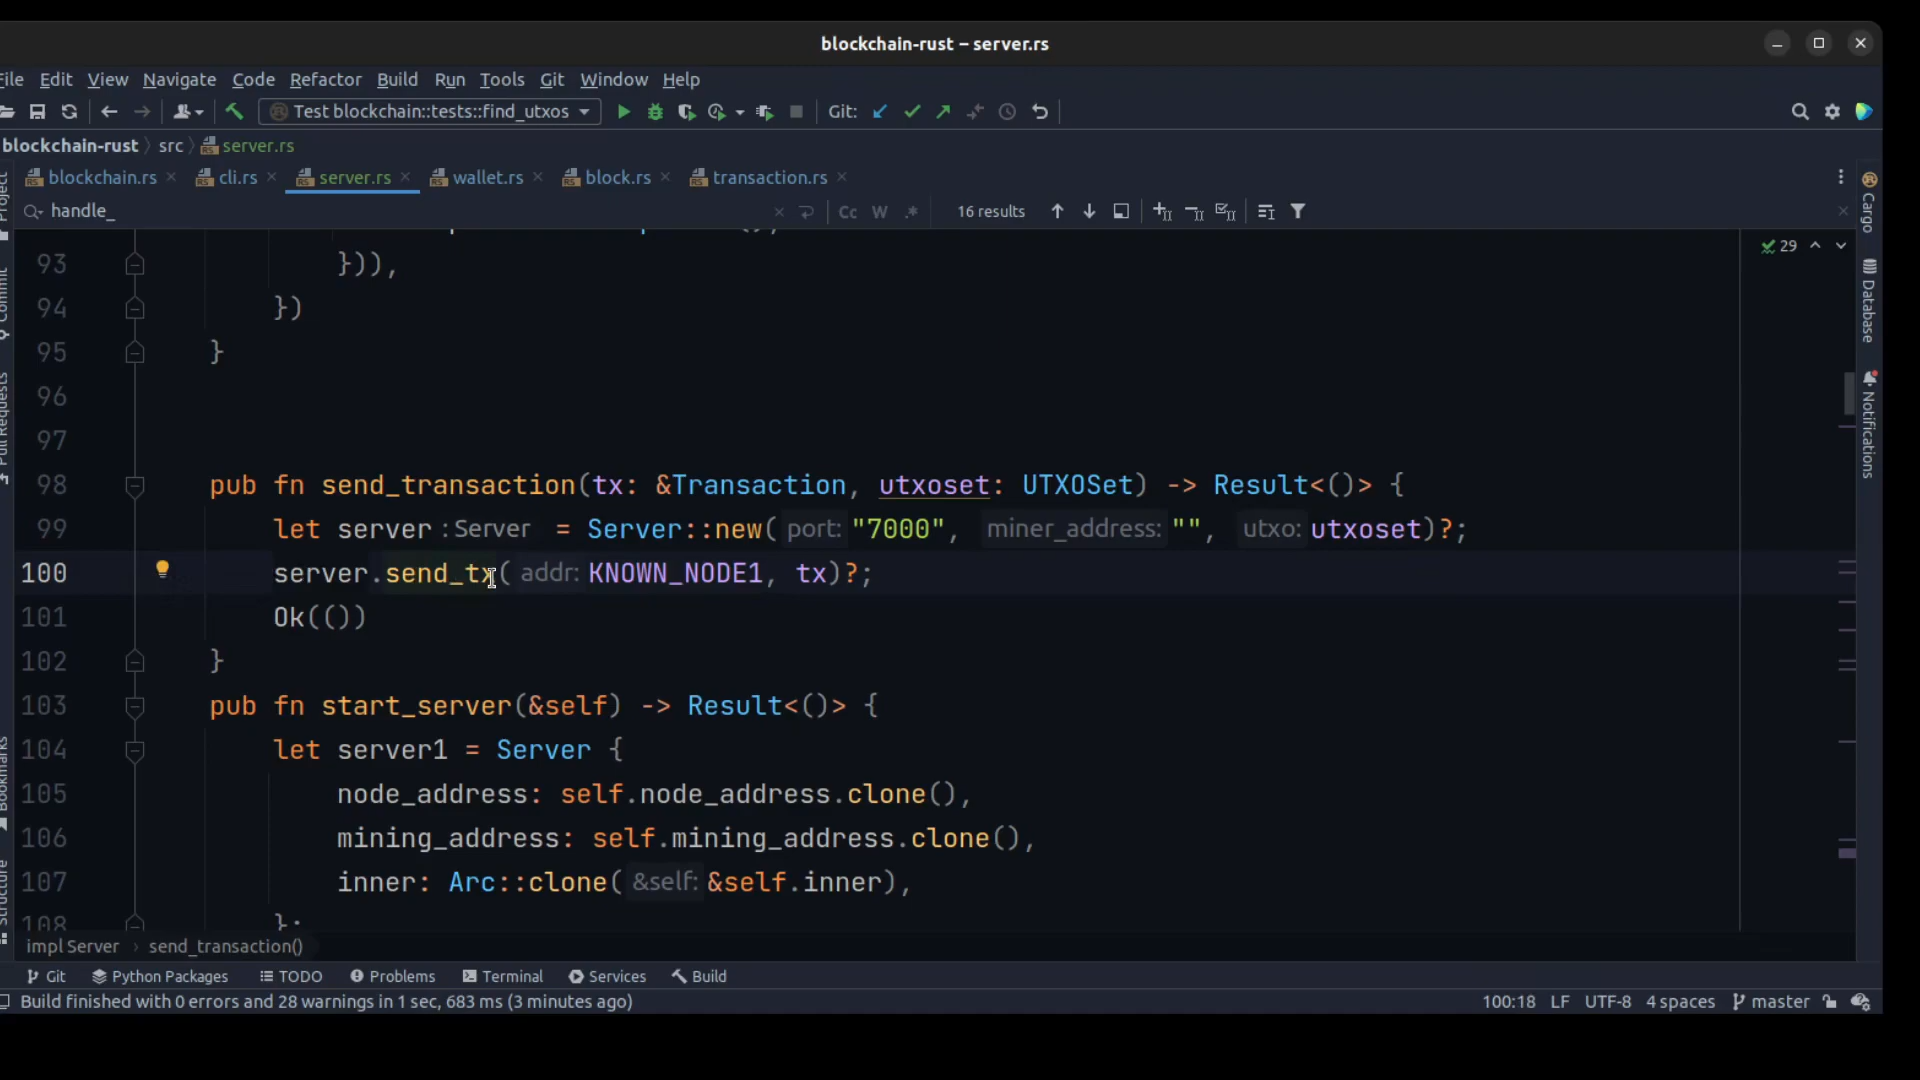 blockchain-rust – server.rs
File Edit View Navigate Code Refactor Build Run Tools Git Window Help
Test blockchain::tests::find_utxos Git:
blockchain-rust src server.rs
blockchain.rs cli.rs server.rs wallet.rs block.rs transaction.rs
handle_ Cc W .* 16 results
29
93 })),
94 })
95 }
96
97
98 pub fn send_transaction(tx: &Transaction, utxoset: UTXOSet) -> Result<()> {
99 let server : Server = Server::new( port: "7000", miner_address: "", utxo: utxoset)?;
100 server.send_tx( addr: KNOWN_NODE1, tx)?;
101 Ok(())
102 }
103 pub fn start_server(&self) -> Result<()> {
104 let server1 = Server {
105 node_address: self.node_address.clone(),
106 mining_address: self.mining_address.clone(),
107 inner: Arc::clone( &self: &self.inner),
108 };
impl Server send_transaction()
Git Python Packages TODO Problems Terminal Services Build
Build finished with 0 errors and 28 warnings in 1 sec, 683 ms (3 minutes ago) 100:18 LF UTF-8 4 spaces master
Project
Commit
Pull Requests
Bookmarks
Structure
Cargo
Database
Notifications